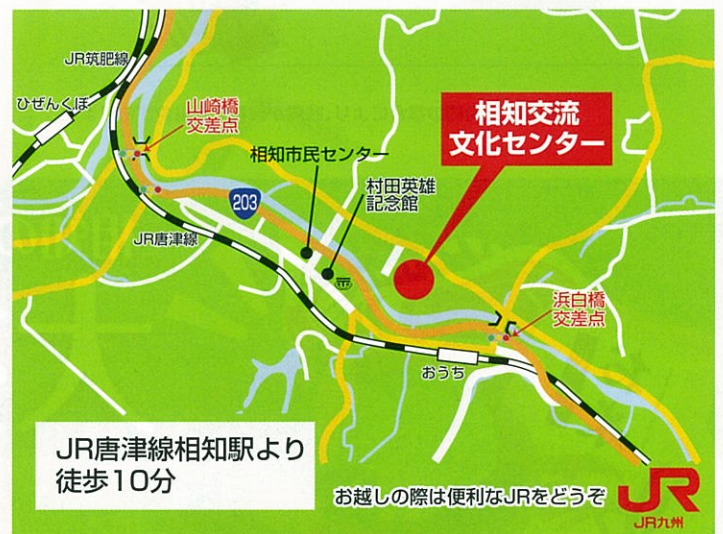 JR筑肥線
ひぜんくぼ
山崎橋
交差点
相知交流
文化センター
相知市民センター
村田英雄
記念館
203
JR唐津線
浜白橋
交差点
おうち
JR唐津線相知駅より
徒歩10分
お越しの際は便利なJRをどうぞ
JR
JR九州